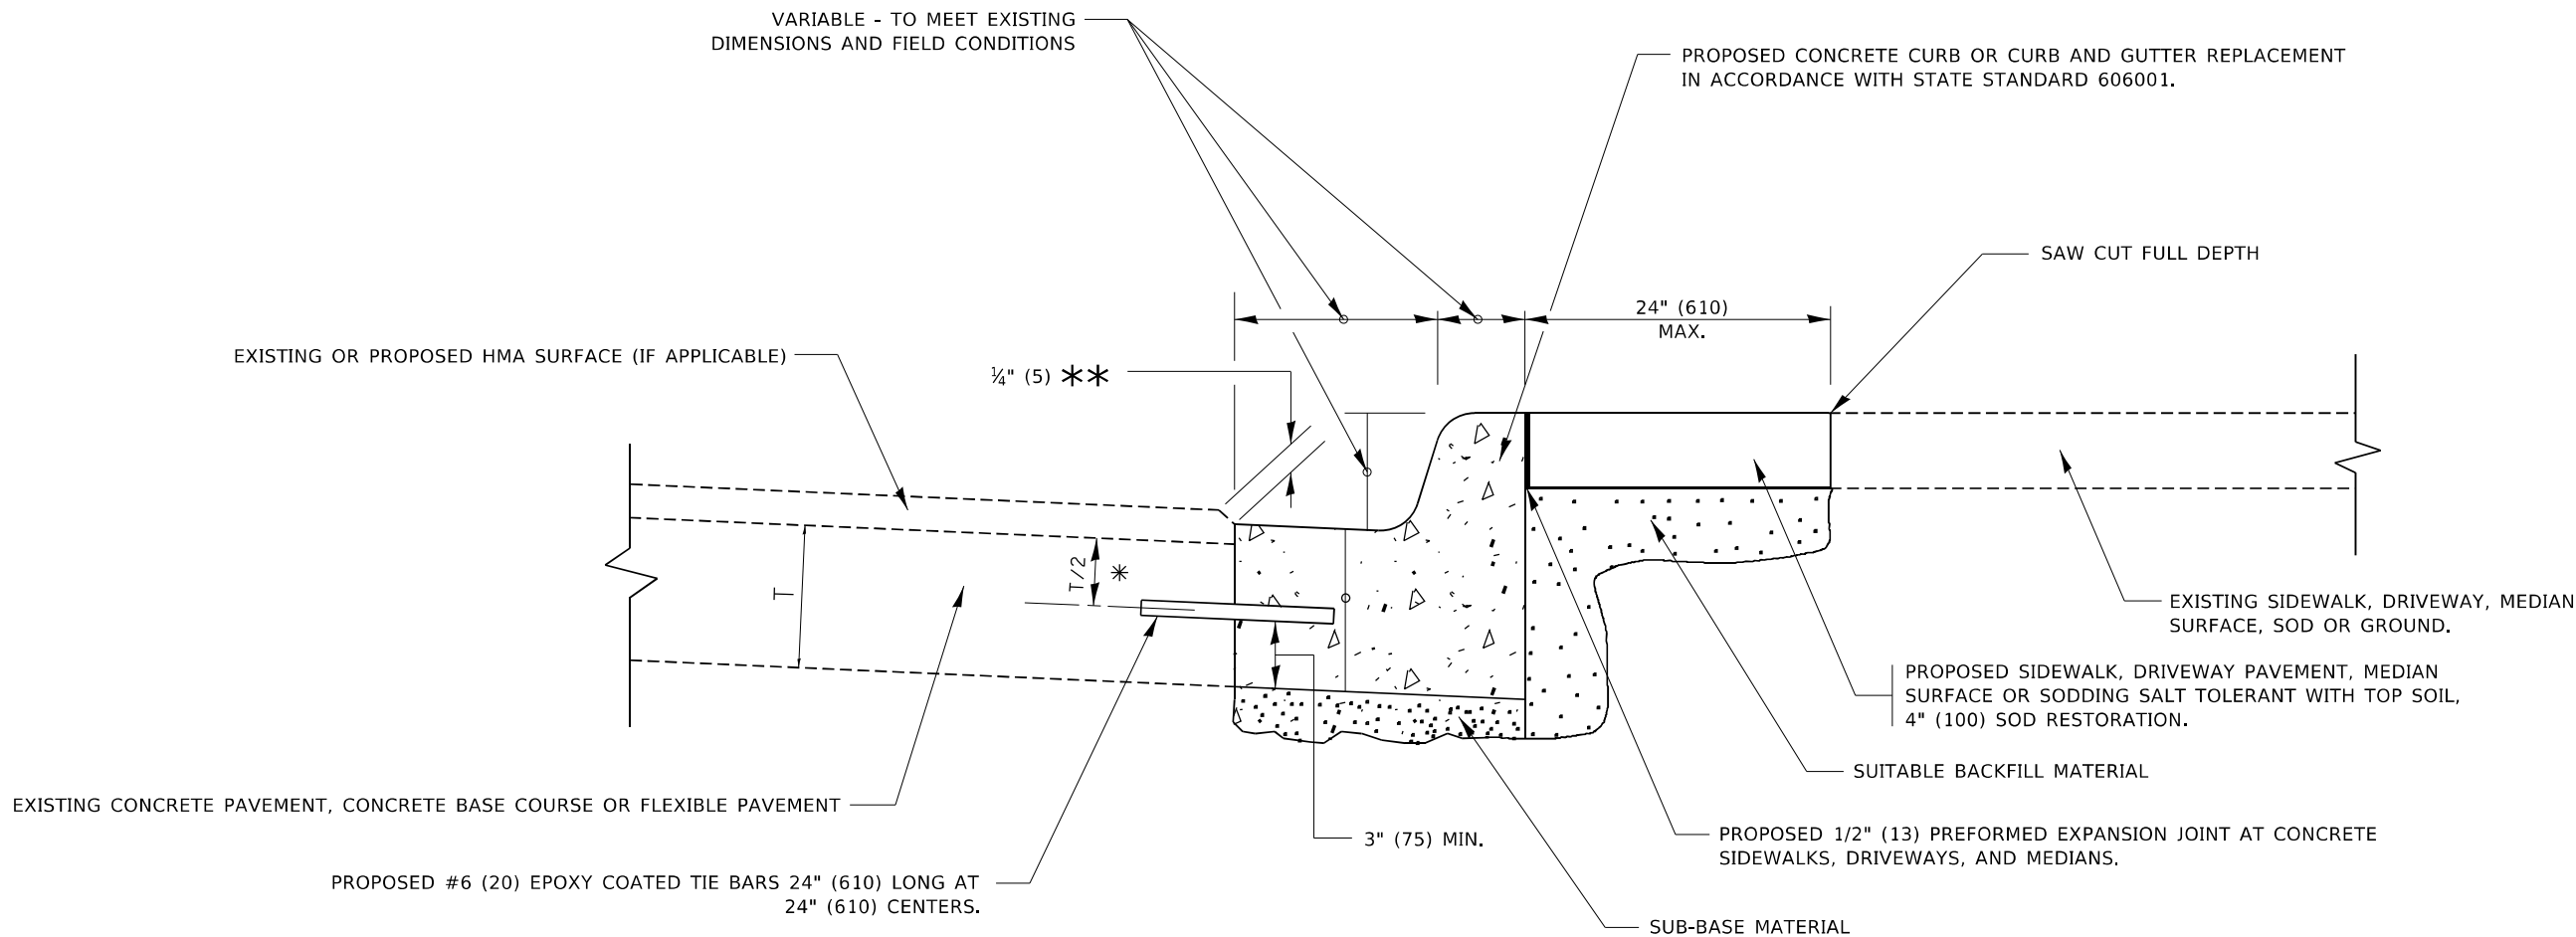 VARIABLE - TO MEET EXISTING
DIMENSIONS AND FIELD CONDITIONS
PROPOSED CONCRETE CURB OR CURB AND GUTTER REPLACEMENT
IN ACCORDANCE WITH STATE STANDARD 606001.
SAW CUT FULL DEPTH
24" (610)
MAX.
EXISTING OR PROPOSED HMA SURFACE (IF APPLICABLE)
¼" (5) **
T
T/2
*
EXISTING SIDEWALK, DRIVEWAY, MEDIAN
SURFACE, SOD OR GROUND.
PROPOSED SIDEWALK, DRIVEWAY PAVEMENT, MEDIAN
SURFACE OR SODDING SALT TOLERANT WITH TOP SOIL,
4" (100) SOD RESTORATION.
SUITABLE BACKFILL MATERIAL
EXISTING CONCRETE PAVEMENT, CONCRETE BASE COURSE OR FLEXIBLE PAVEMENT
3" (75) MIN.
PROPOSED 1/2" (13) PREFORMED EXPANSION JOINT AT CONCRETE
SIDEWALKS, DRIVEWAYS, AND MEDIANS.
PROPOSED #6 (20) EPOXY COATED TIE BARS 24" (610) LONG AT
24" (610) CENTERS.
SUB-BASE MATERIAL